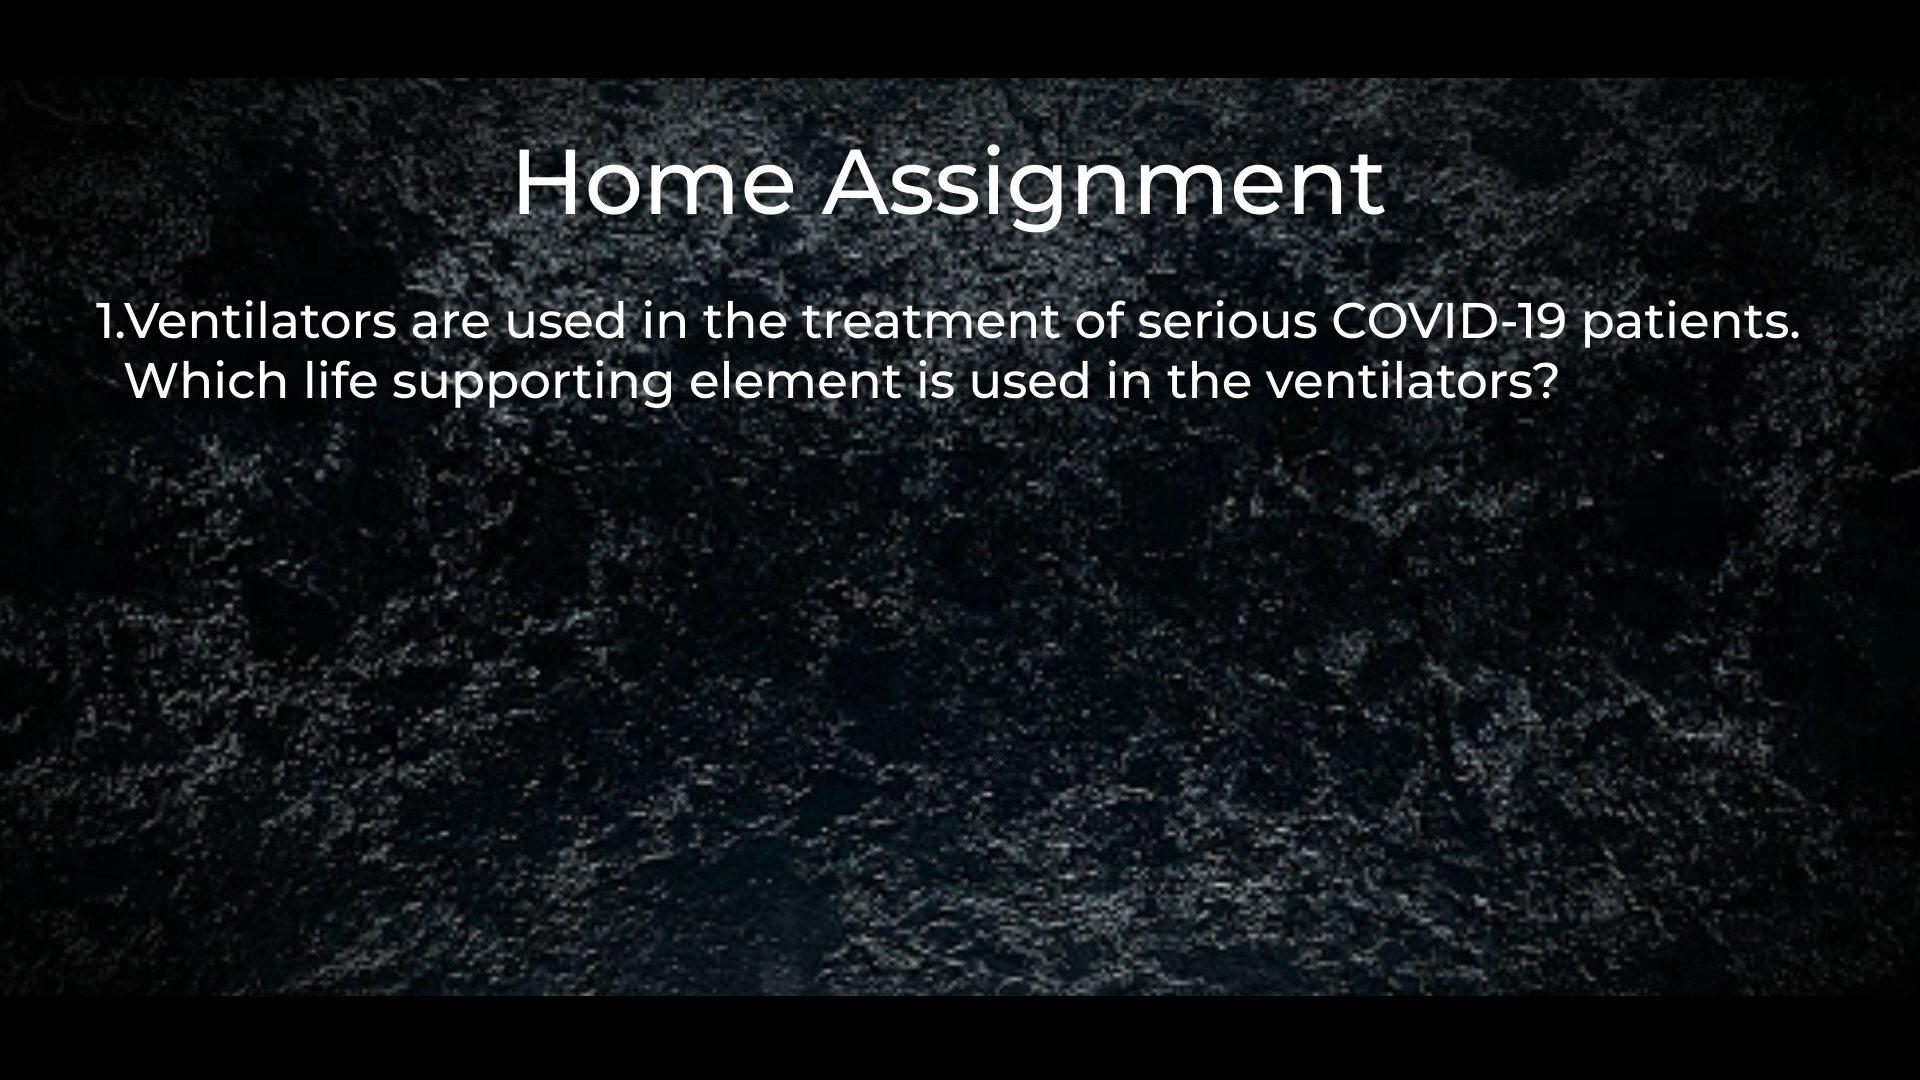 Home Assignment
1.Ventilators are used in the treatment of serious COVID-19 patients.
Which life supporting element is used in the ventilators?